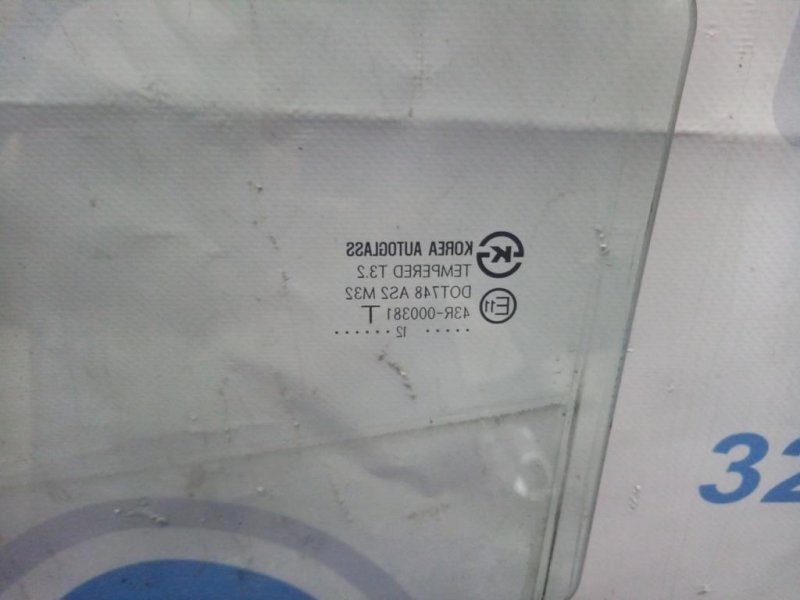 K
KOREA AUTOGLASS
TEMPERED T3.2
DOT748 AS2 M32
E11
43R-000381 T
...... 12 ......
32